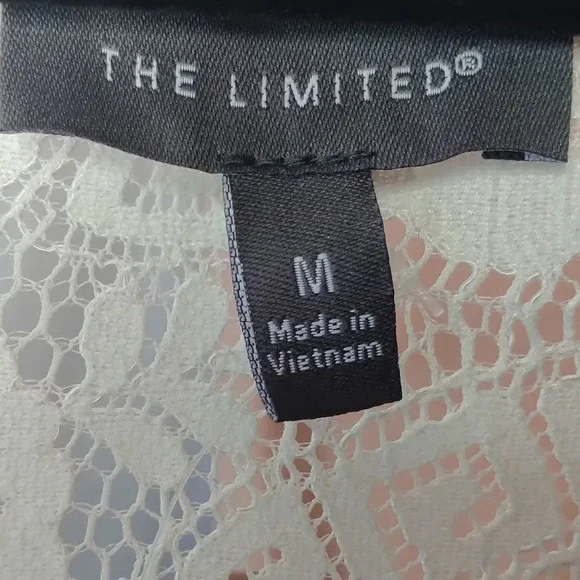 THE LIMITED®
M
Made in
Vietnam